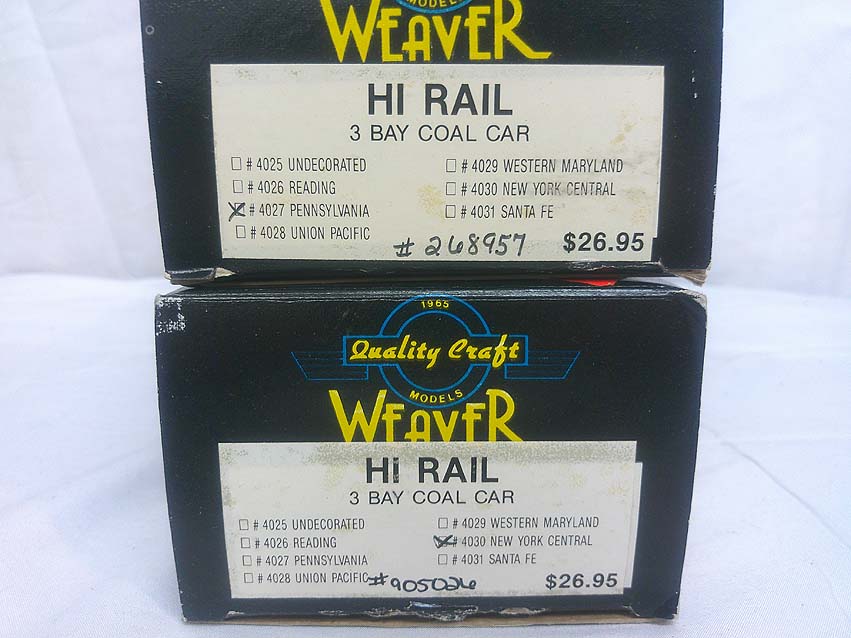 MODELS
WEAVER
HI RAIL
3 BAY COAL CAR
# 4025 UNDECORATED # 4029 WESTERN MARYLAND
# 4026 READING # 4030 NEW YORK CENTRAL
# 4027 PENNSYLVANIA # 4031 SANTA FE
# 4028 UNION PACIFIC
# 268957 $26.95
1965
Quality Craft
MODELS
WEAVER
HI RAIL
3 BAY COAL CAR
# 4025 UNDECORATED # 4029 WESTERN MARYLAND
# 4026 READING # 4030 NEW YORK CENTRAL
# 4027 PENNSYLVANIA # 4031 SANTA FE
# 4028 UNION PACIFIC #905026 $26.95